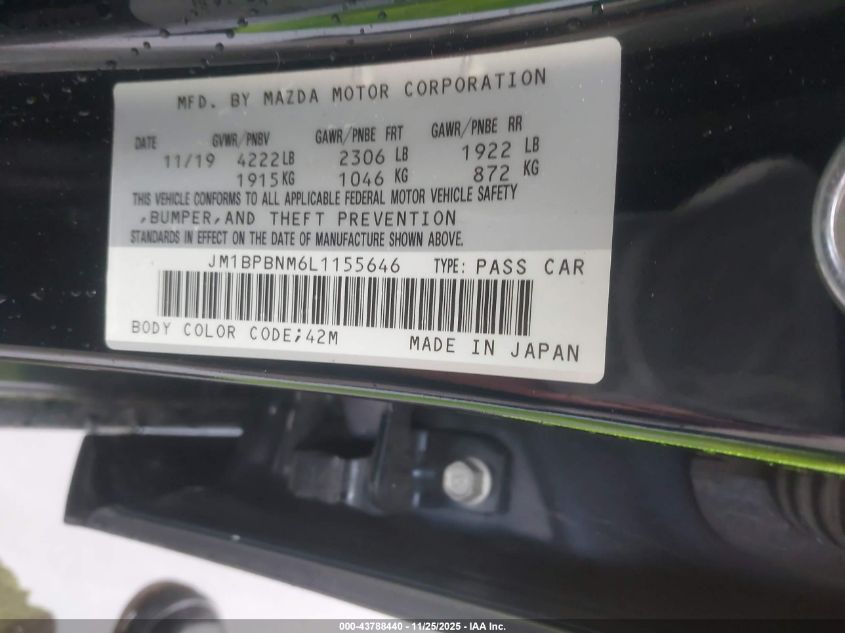 MFD. BY MAZDA MOTOR CORPORATION
DATE GVWR/PNBV GAWR/PNBE FRT GAWR/PNBE RR
11/19 4222LB 2306 LB 1922 LB
1915KG 1046 KG 872 KG
THIS VEHICLE CONFORMS TO ALL APPLICABLE FEDERAL MOTOR VEHICLE SAFETY
,BUMPER,AND THEFT PREVENTION
STANDARDS IN EFFECT ON THE DATE OF MANUFACTURE SHOWN ABOVE.
JM1BPBNM6L1155646 TYPE: PASS CAR
BODY COLOR CODE;42M MADE IN JAPAN
000-43788440 - 11/25/2025 - IAA Inc.